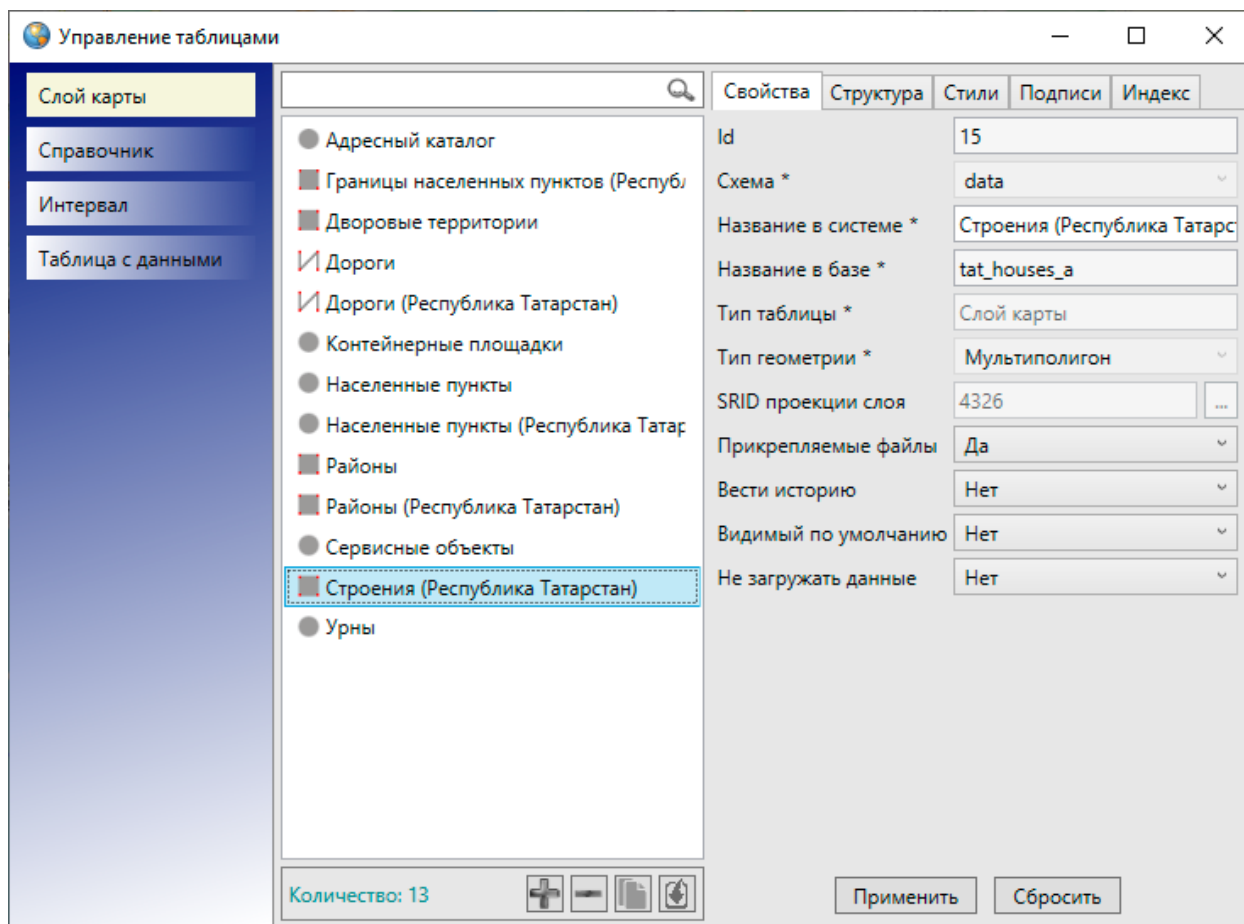 Управление таблицами
Слой карты
Справочник
Интервал
Таблица с данными
Адресный каталог
Границы населенных пунктов (Респуб
Дворовые территории
Дороги
Дороги (Республика Татарстан)
Контейнерные площадки
Населенные пункты
Населенные пункты (Республика Татар
Районы
Районы (Республика Татарстан)
Сервисные объекты
Строения (Республика Татарстан)
Урны
Количество: 13
Свойства Структура Стили Подписи Индекс
Id 15
Схема * data
Название в системе * Строения (Республика Татарс
Название в базе * tat_houses_a
Тип таблицы * Слой карты
Тип геометрии * Мультиполигон
SRID проекции слоя 4326 ...
Прикрепляемые файлы Да
Вести историю Нет
Видимый по умолчанию Нет
Не загружать данные Нет
Применить Сбросить